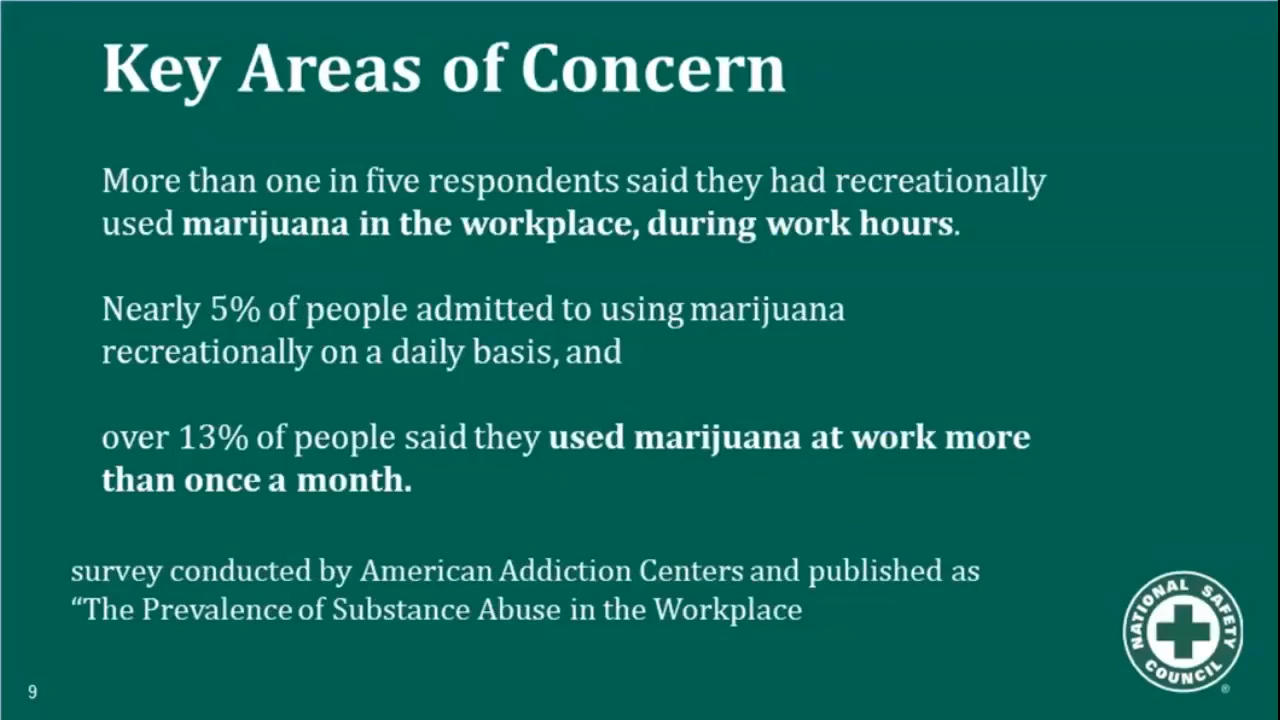 Key Areas of Concern
More than one in five respondents said they had recreationally
used marijuana in the workplace, during work hours.
Nearly 5% of people admitted to using marijuana
recreationally on a daily basis, and
over 13% of people said they used marijuana at work more
than once a month.
survey conducted by American Addiction Centers and published as
“The Prevalence of Substance Abuse in the Workplace
NATIONAL SAFETY COUNCIL ®
9